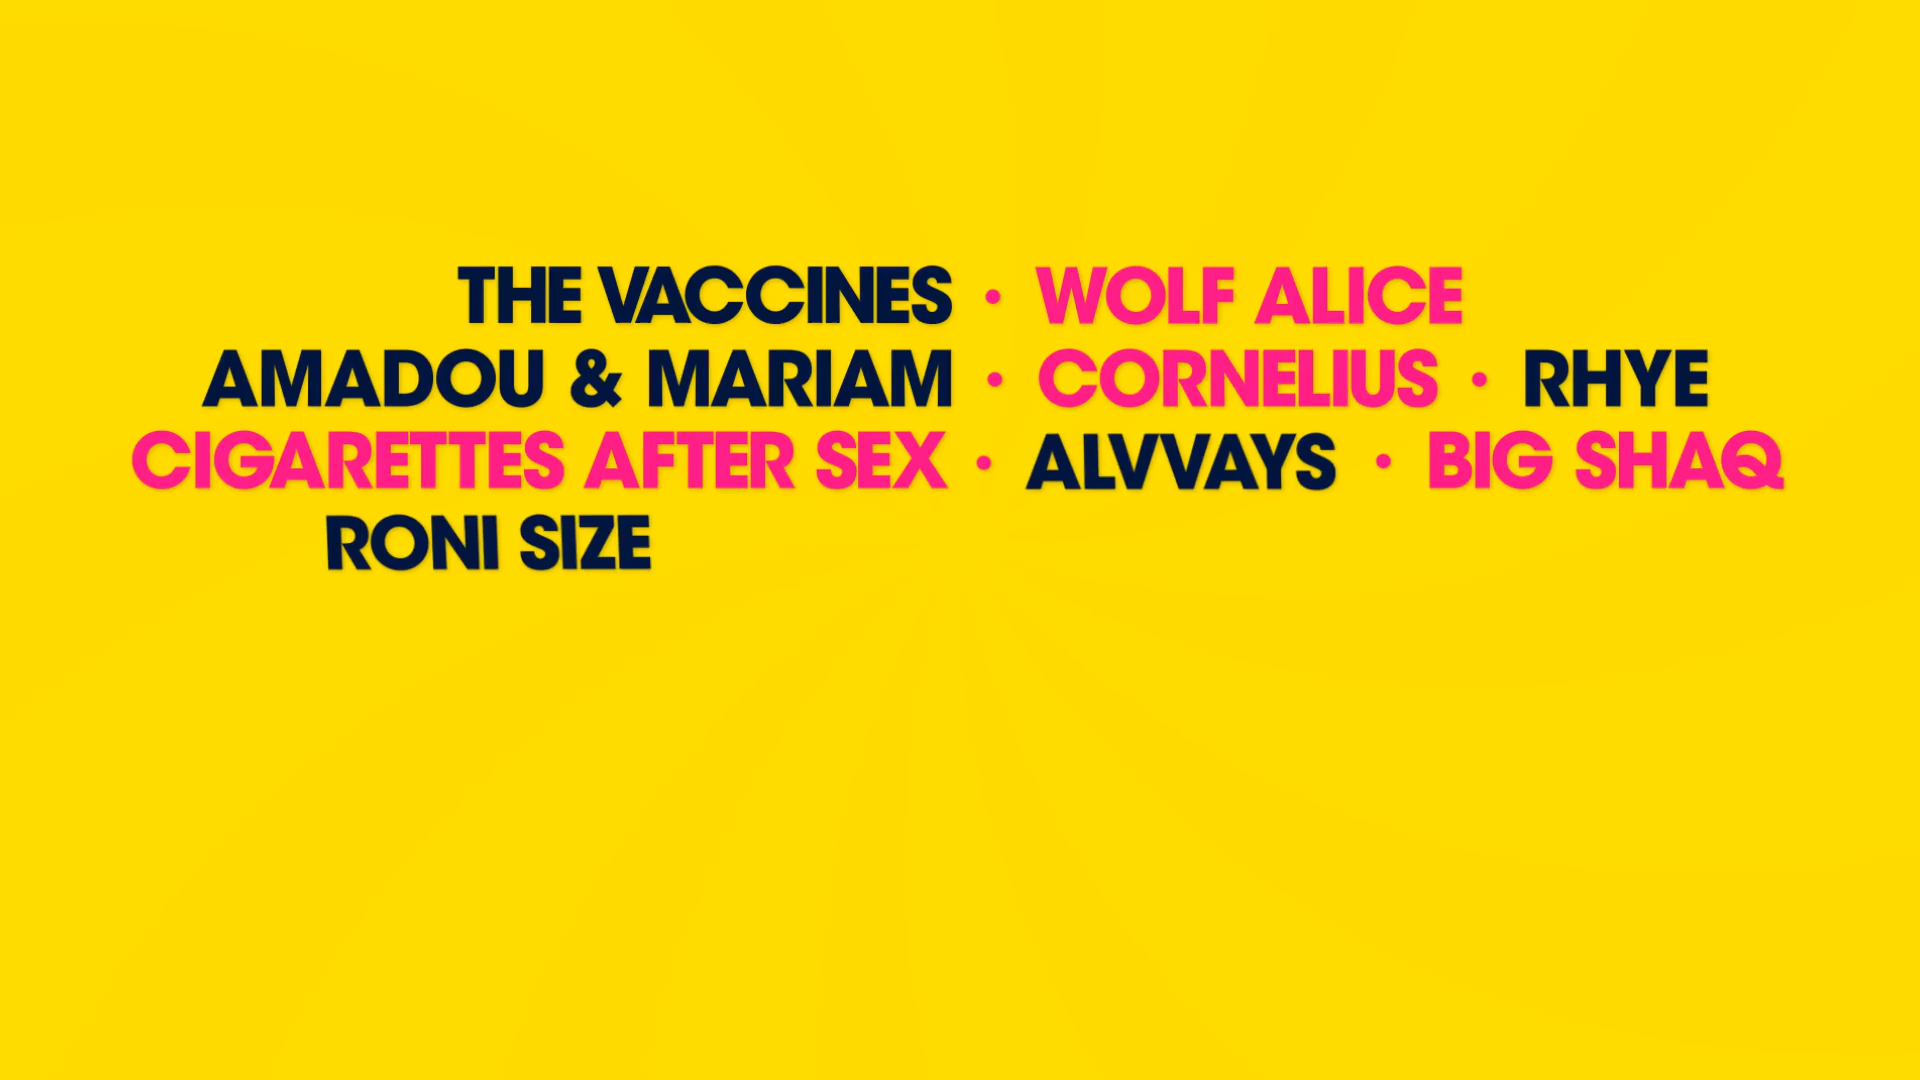 THE VACCINES • WOLF ALICE
AMADOU & MARIAM • CORNELIUS • RHYE
CIGARETTES AFTER SEX • ALVVAYS • BIG SHAQ
RONI SIZE